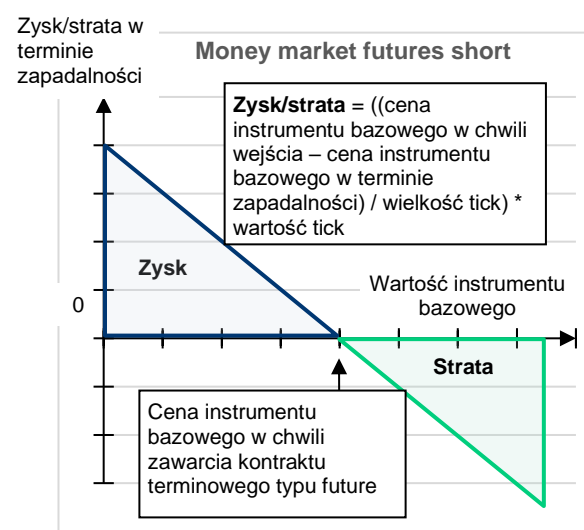 Zysk/strata w
terminie
zapadalności
Money market futures short
Zysk/strata = ((cena
instrumentu bazowego w chwili
wejścia – cena instrumentu
bazowego w terminie
zapadalności) / wielkość tick) *
wartość tick
Zysk
Wartość instrumentu
bazowego
0
Strata
Cena instrumentu
bazowego w chwili
zawarcia kontraktu
terminowego typu future